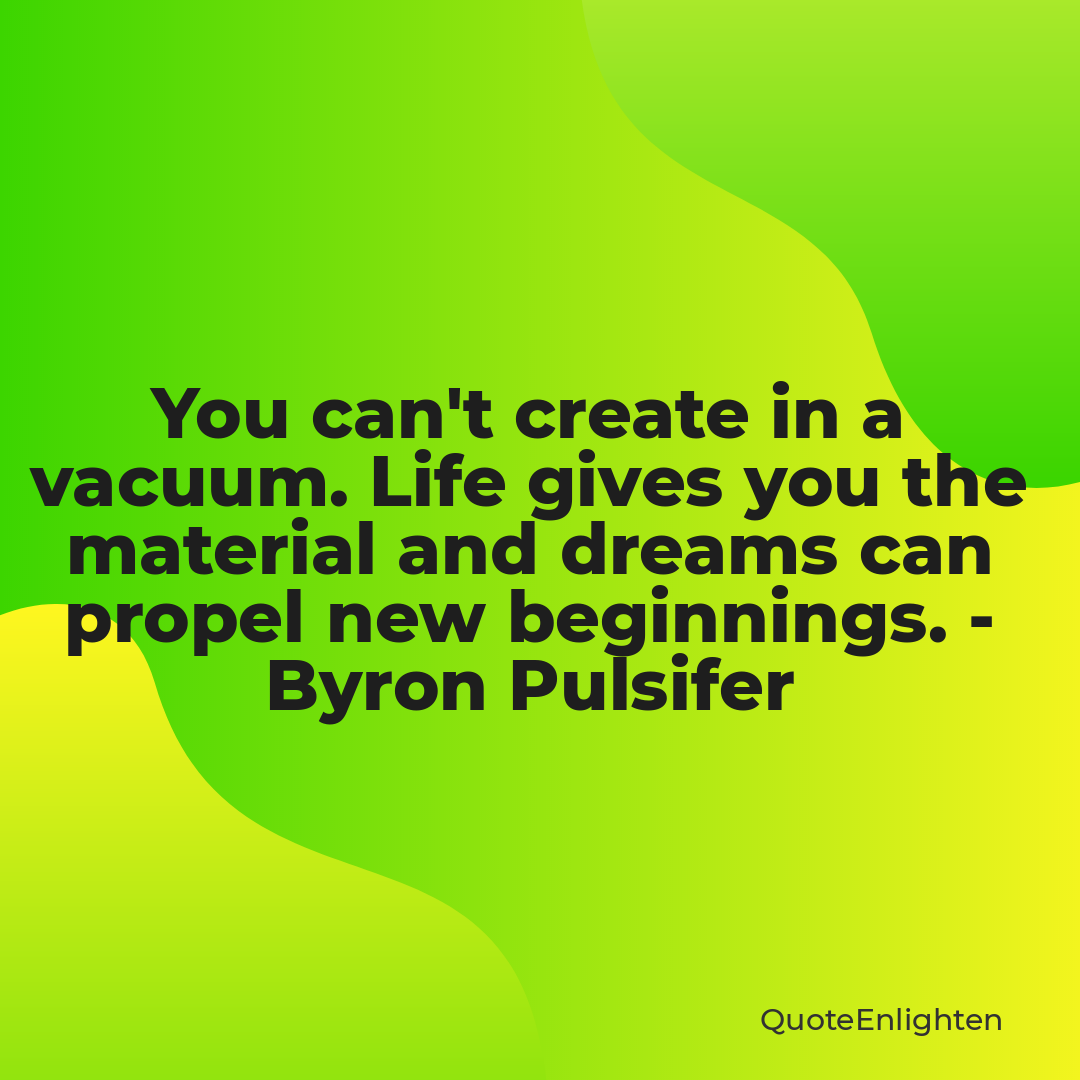 You can't create in a
vacuum. Life gives you the
material and dreams can
propel new beginnings. -
Byron Pulsifer
QuoteEnlighten